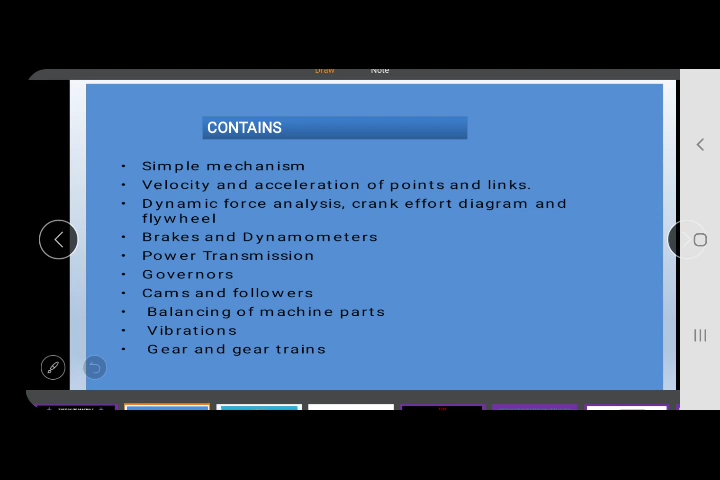 Draw Note
CONTAINS
• Simple mechanism
• Velocity and acceleration of points and links.
• Dynamic force analysis, crank effort diagram and
flywheel
• Brakes and Dynamometers
• Power Transmission
• Governors
• Cams and followers
• Balancing of machine parts
• Vibrations
• Gear and gear trains